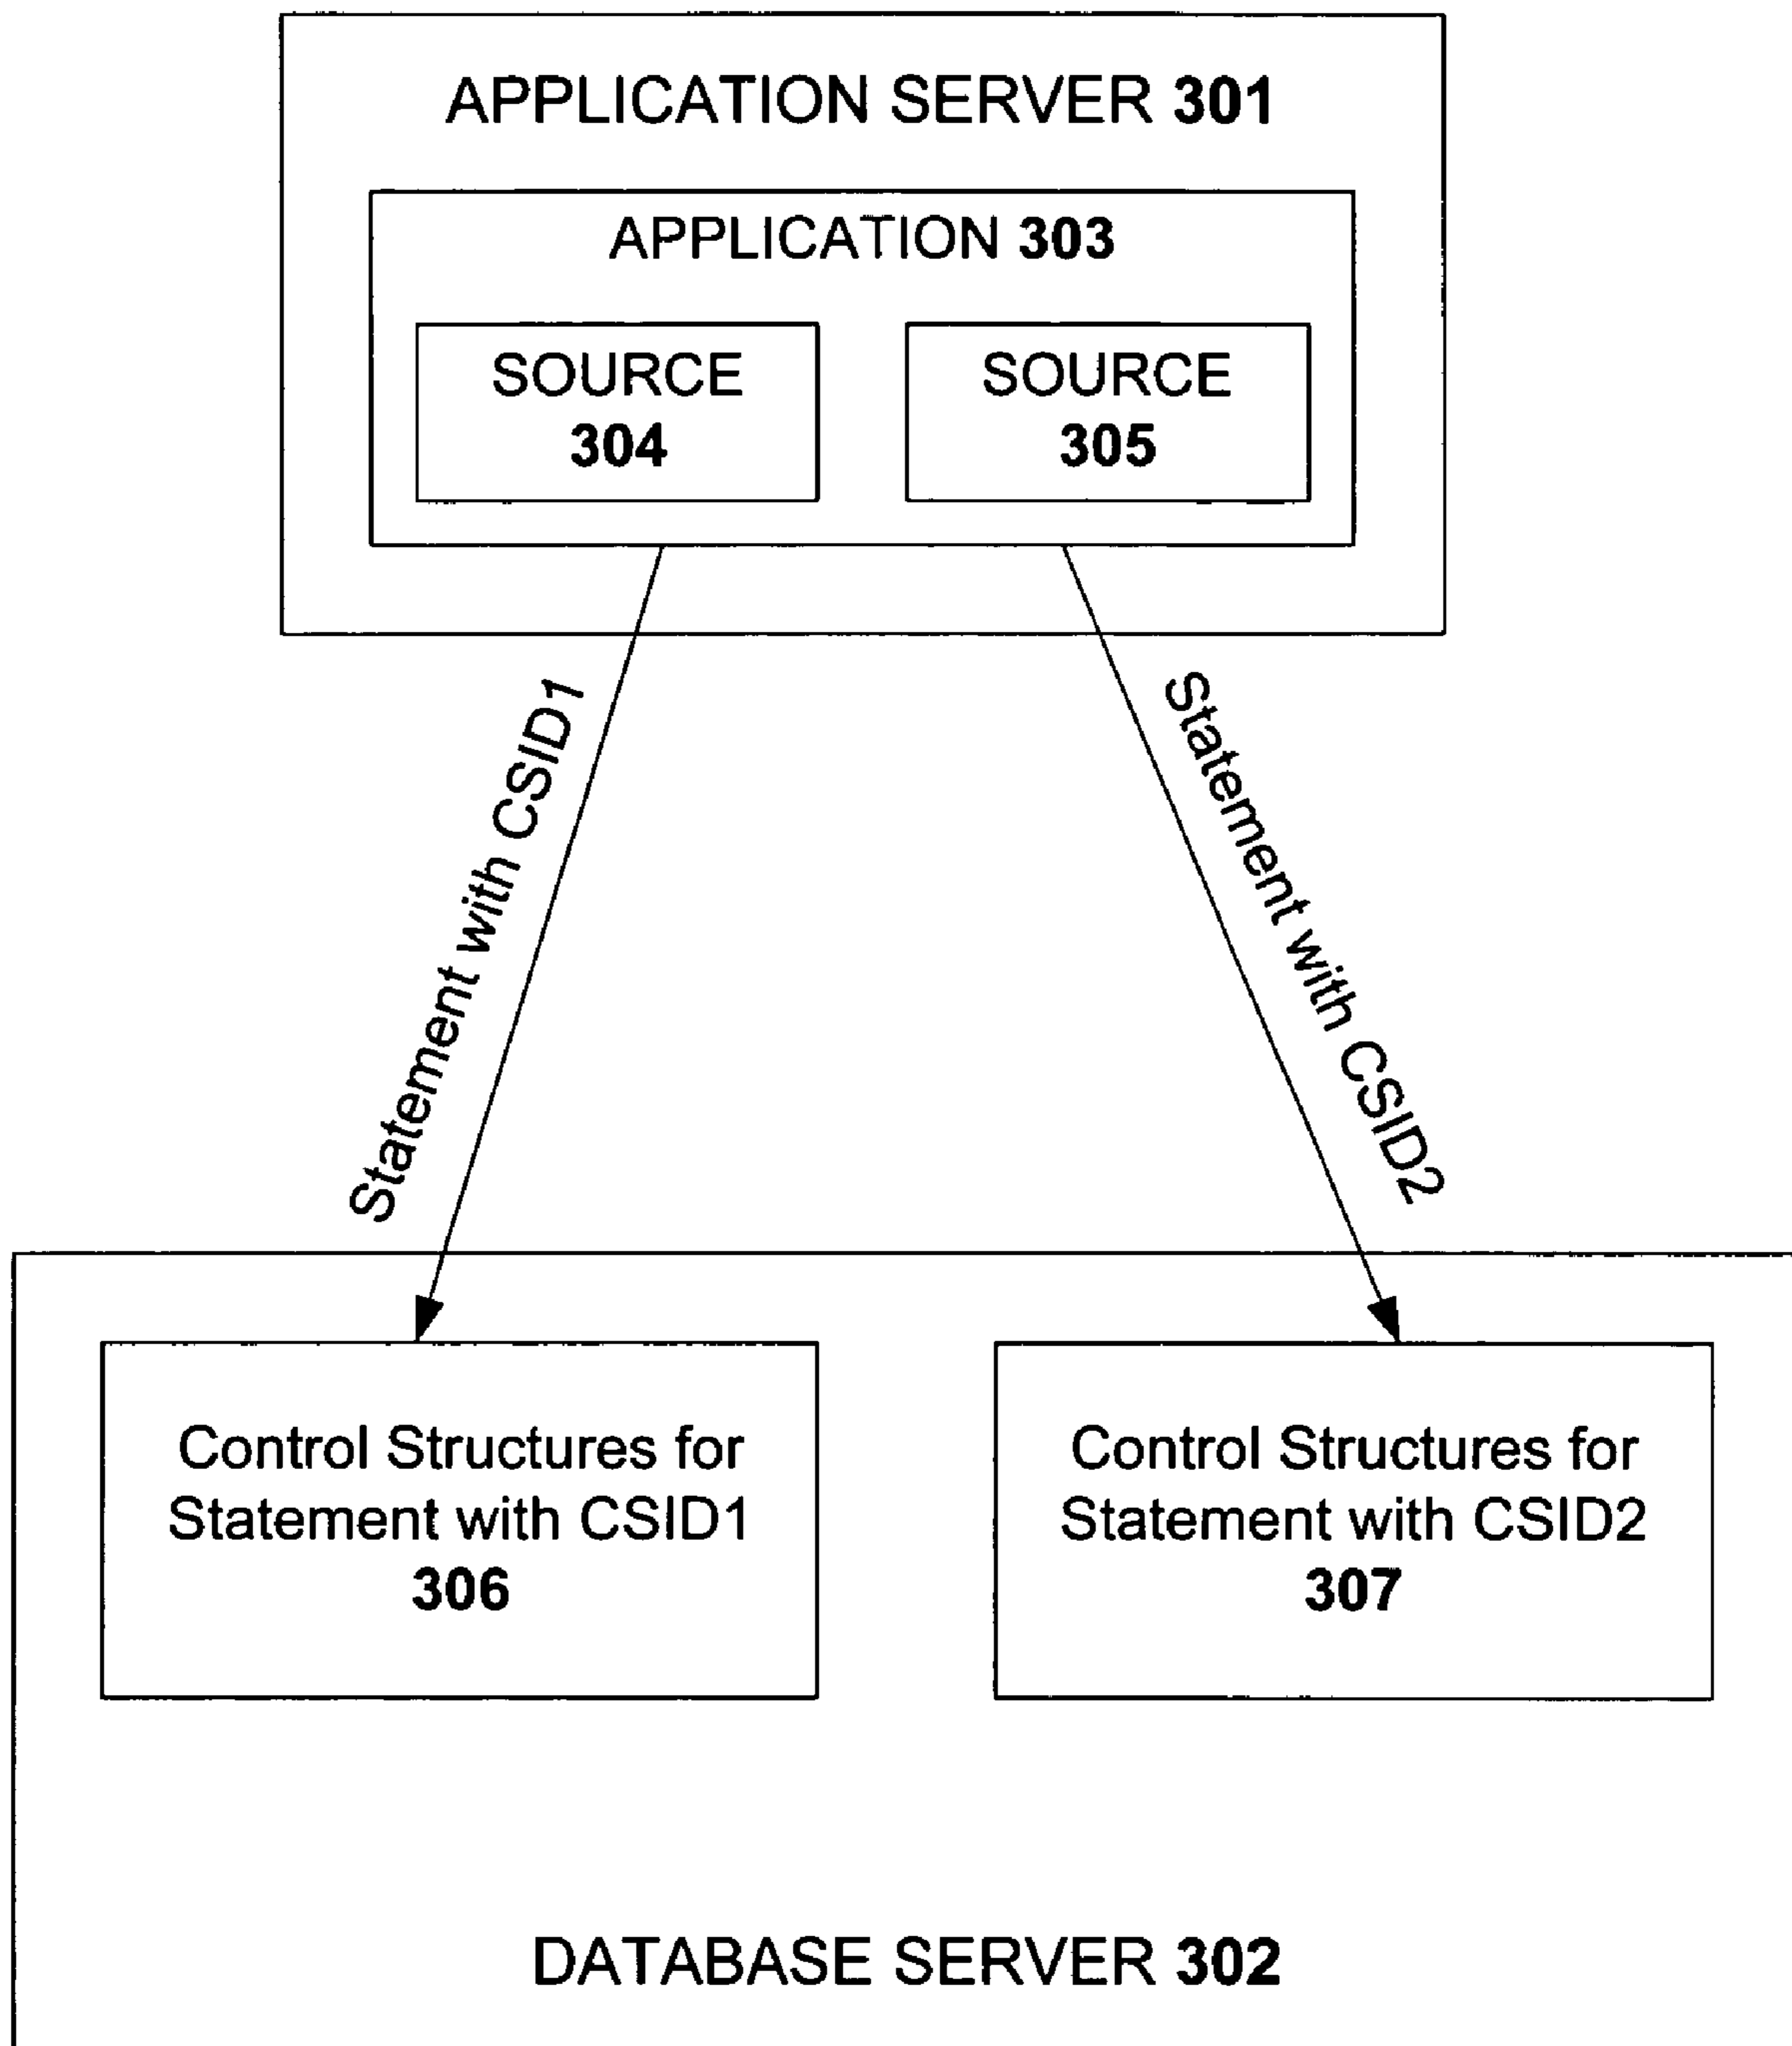 APPLICATION SERVER 301
APPLICATION 303
SOURCE
304
SOURCE
305
Statement with CSID1
Statement with CSID2
Control Structures for
Statement with CSID1
306
Control Structures for
Statement with CSID2
307
DATABASE SERVER 302